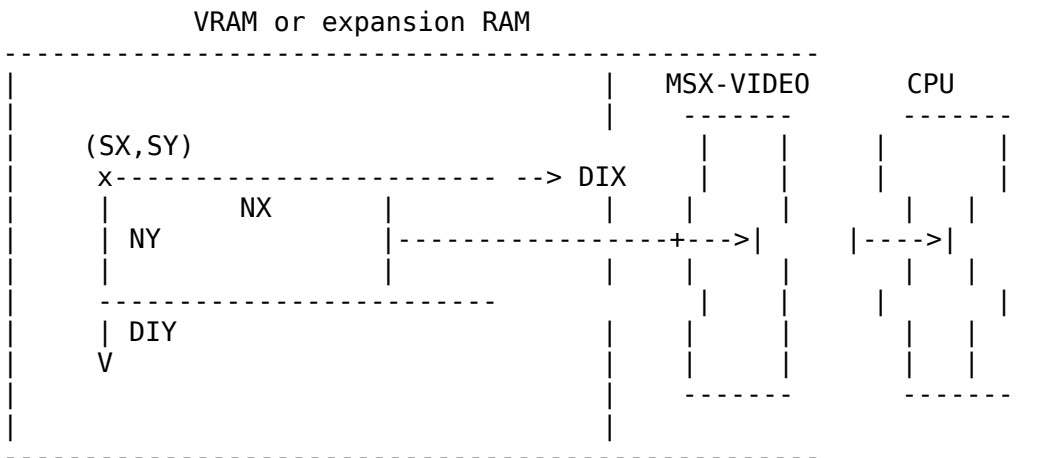 VRAM or expansion RAM
MSX-VIDEO CPU
(SX,SY)
x--> DIX
NX
NY
DIY
V